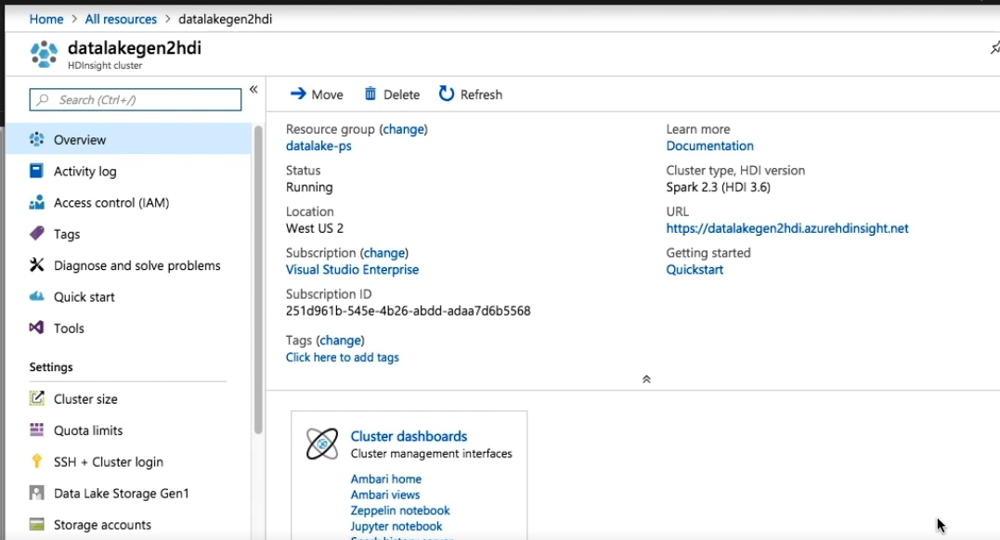 Home > All resources > datalakegen2hdi
datalakegen2hdi
HDInsight cluster
Search (Ctrl+/)
«
Overview
Activity log
Access control (IAM)
Tags
Diagnose and solve problems
Quick start
Tools
Settings
Cluster size
Quota limits
SSH + Cluster login
Data Lake Storage Gen1
Storage accounts
Move Delete Refresh
Resource group (change)
datalake-ps
Status
Running
Location
West US 2
Subscription (change)
Visual Studio Enterprise
Subscription ID
251d961b-545e-4b26-abdd-adaa7d6b5568
Tags (change)
Click here to add tags
Learn more
Documentation
Cluster type, HDI version
Spark 2.3 (HDI 3.6)
URL
https://datalakegen2hdi.azurehdinsight.net
Getting started
Quickstart
Cluster dashboards
Cluster management interfaces
Ambari home
Ambari views
Zeppelin notebook
Jupyter notebook
Spark history server